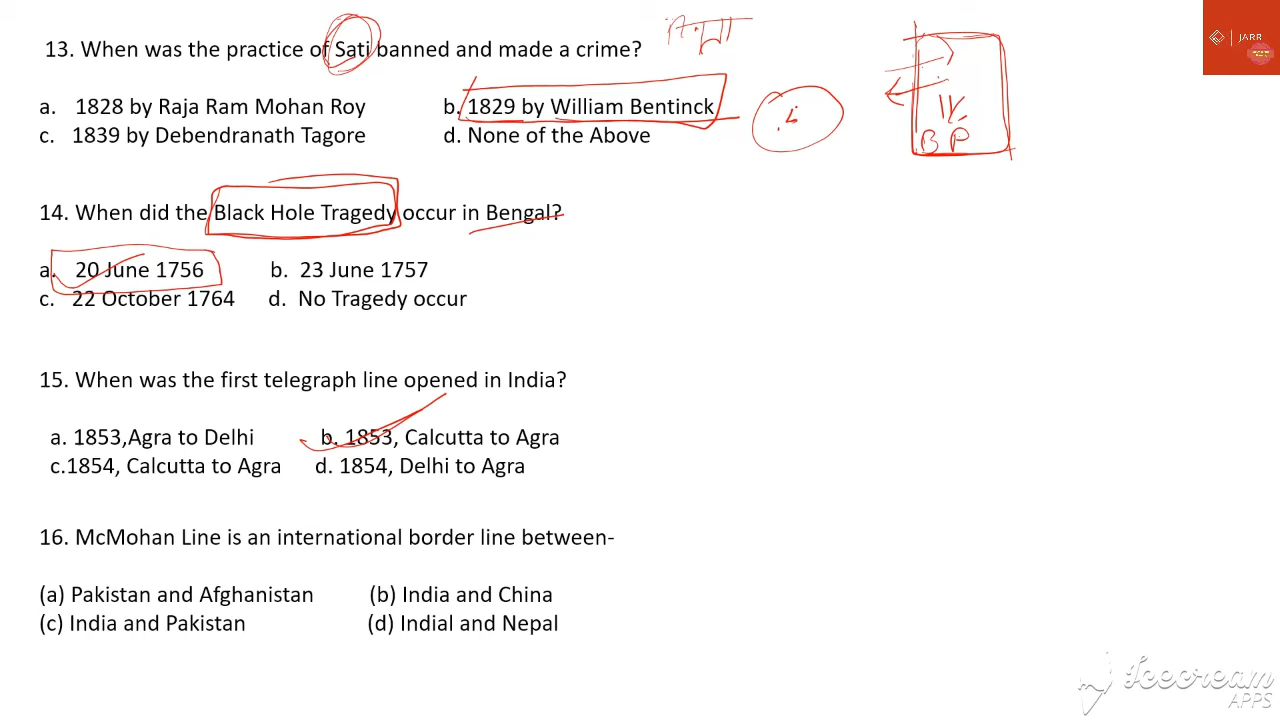 13. When was the practice of Sati banned and made a crime?
a. 1828 by Raja Ram Mohan Roy b. 1829 by William Bentinck
c. 1839 by Debendranath Tagore d. None of the Above
14. When did the Black Hole Tragedy occur in Bengal?
a. 20 June 1756 b. 23 June 1757
c. 22 October 1764 d. No Tragedy occur
15. When was the first telegraph line opened in India?
a. 1853,Agra to Delhi b. 1853, Calcutta to Agra
c.1854, Calcutta to Agra d. 1854, Delhi to Agra
16. McMohan Line is an international border line between-
(a) Pakistan and Afghanistan (b) India and China
(c) India and Pakistan (d) Indial and Nepal
JARR
B P
Icecream
APPS